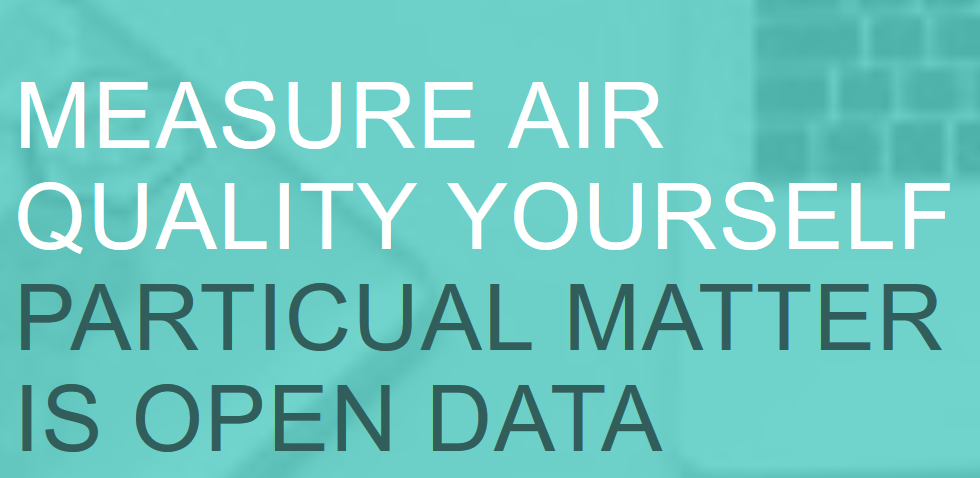 MEASURE AIR
QUALITY YOURSELF
PARTICUAL MATTER
IS OPEN DATA